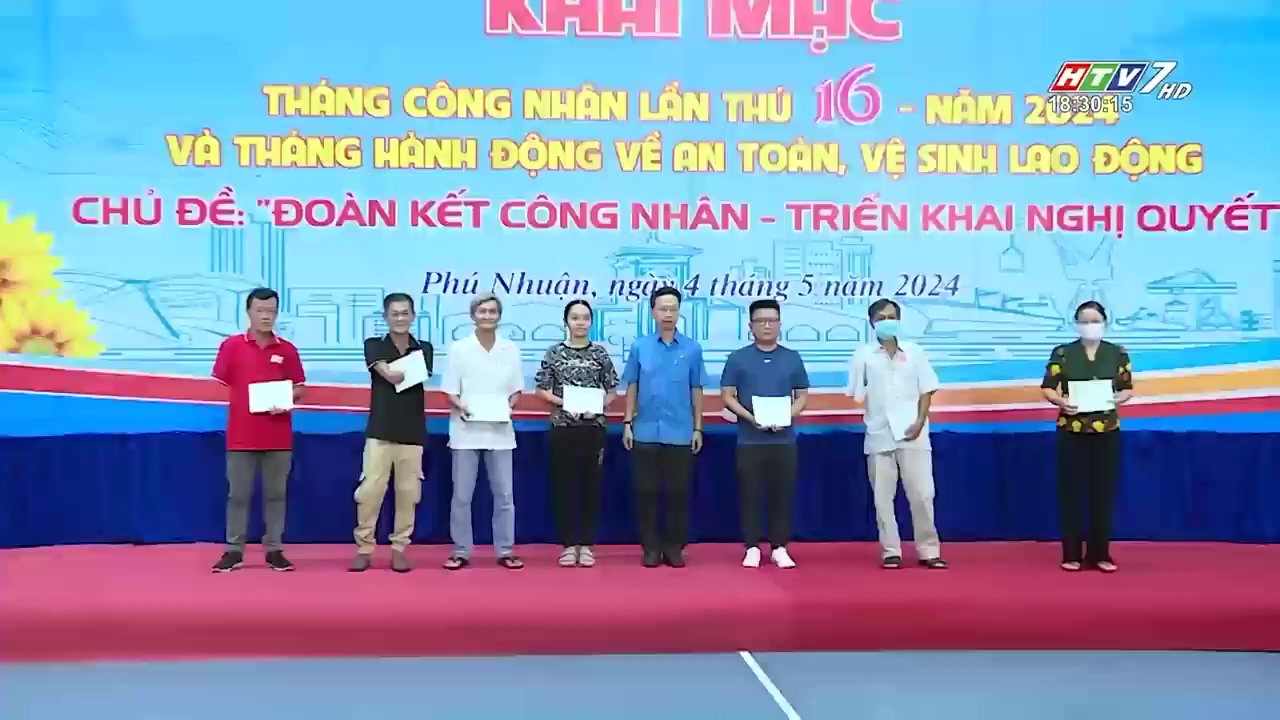 KHAI MẠC
HTV7 HD
18:30:15
THÁNG CÔNG NHÂN LẦN THỨ 16 - NĂM 2024
VÀ THÁNG HÀNH ĐỘNG VỀ AN TOÀN, VỆ SINH LAO ĐỘNG
CHỦ ĐỀ: "ĐOÀN KẾT CÔNG NHÂN - TRIỂN KHAI NGHỊ QUYẾT
Phú Nhuận, ngày 4 tháng 5 năm 2024